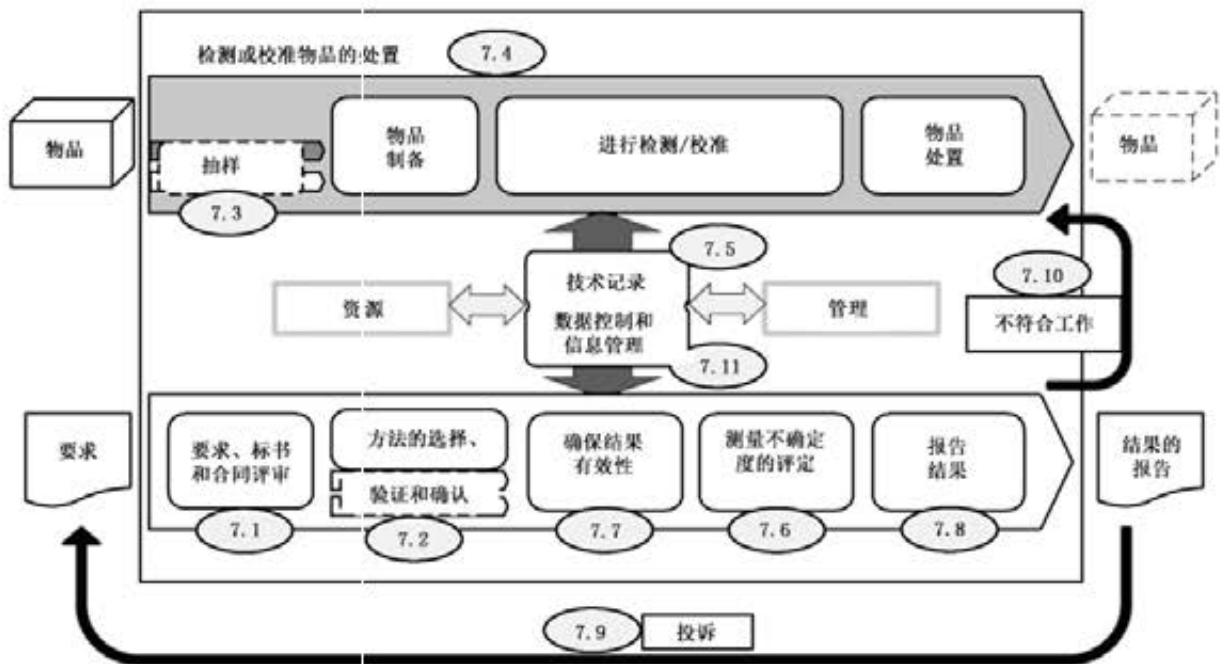 检测或校准物品的处置
7.4
物品
抽样
7.3
物品
制备
进行检测/校准
物品
处置
物品
7.5
技术记录
数据控制和
信息管理
7.11
资源
管理
7.10
不符合工作
要求
要求、标书
和合同评审
7.1
方法的选择、
验证和确认
7.2
确保结果
有效性
7.7
测量不确定
度的评定
7.6
报告
结果
7.8
结果的
报告
7.9
投诉